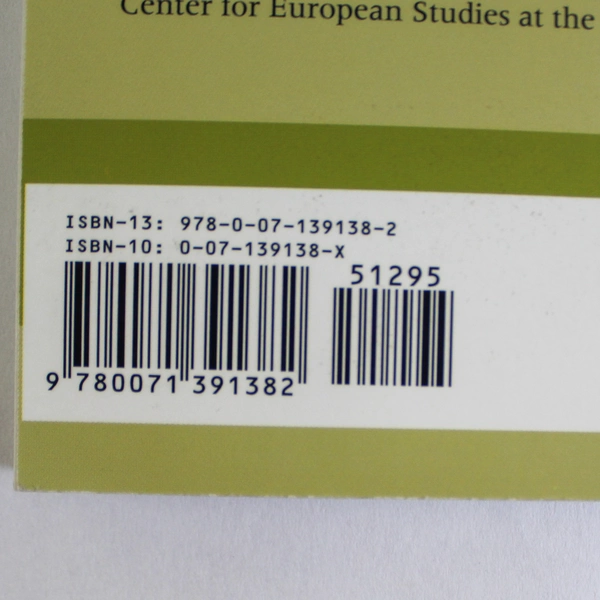 Center for European Studies at the
ISBN-13: 978-0-07-139138-2
ISBN-10: 0-07-139138-X
51295
9 780071 391382